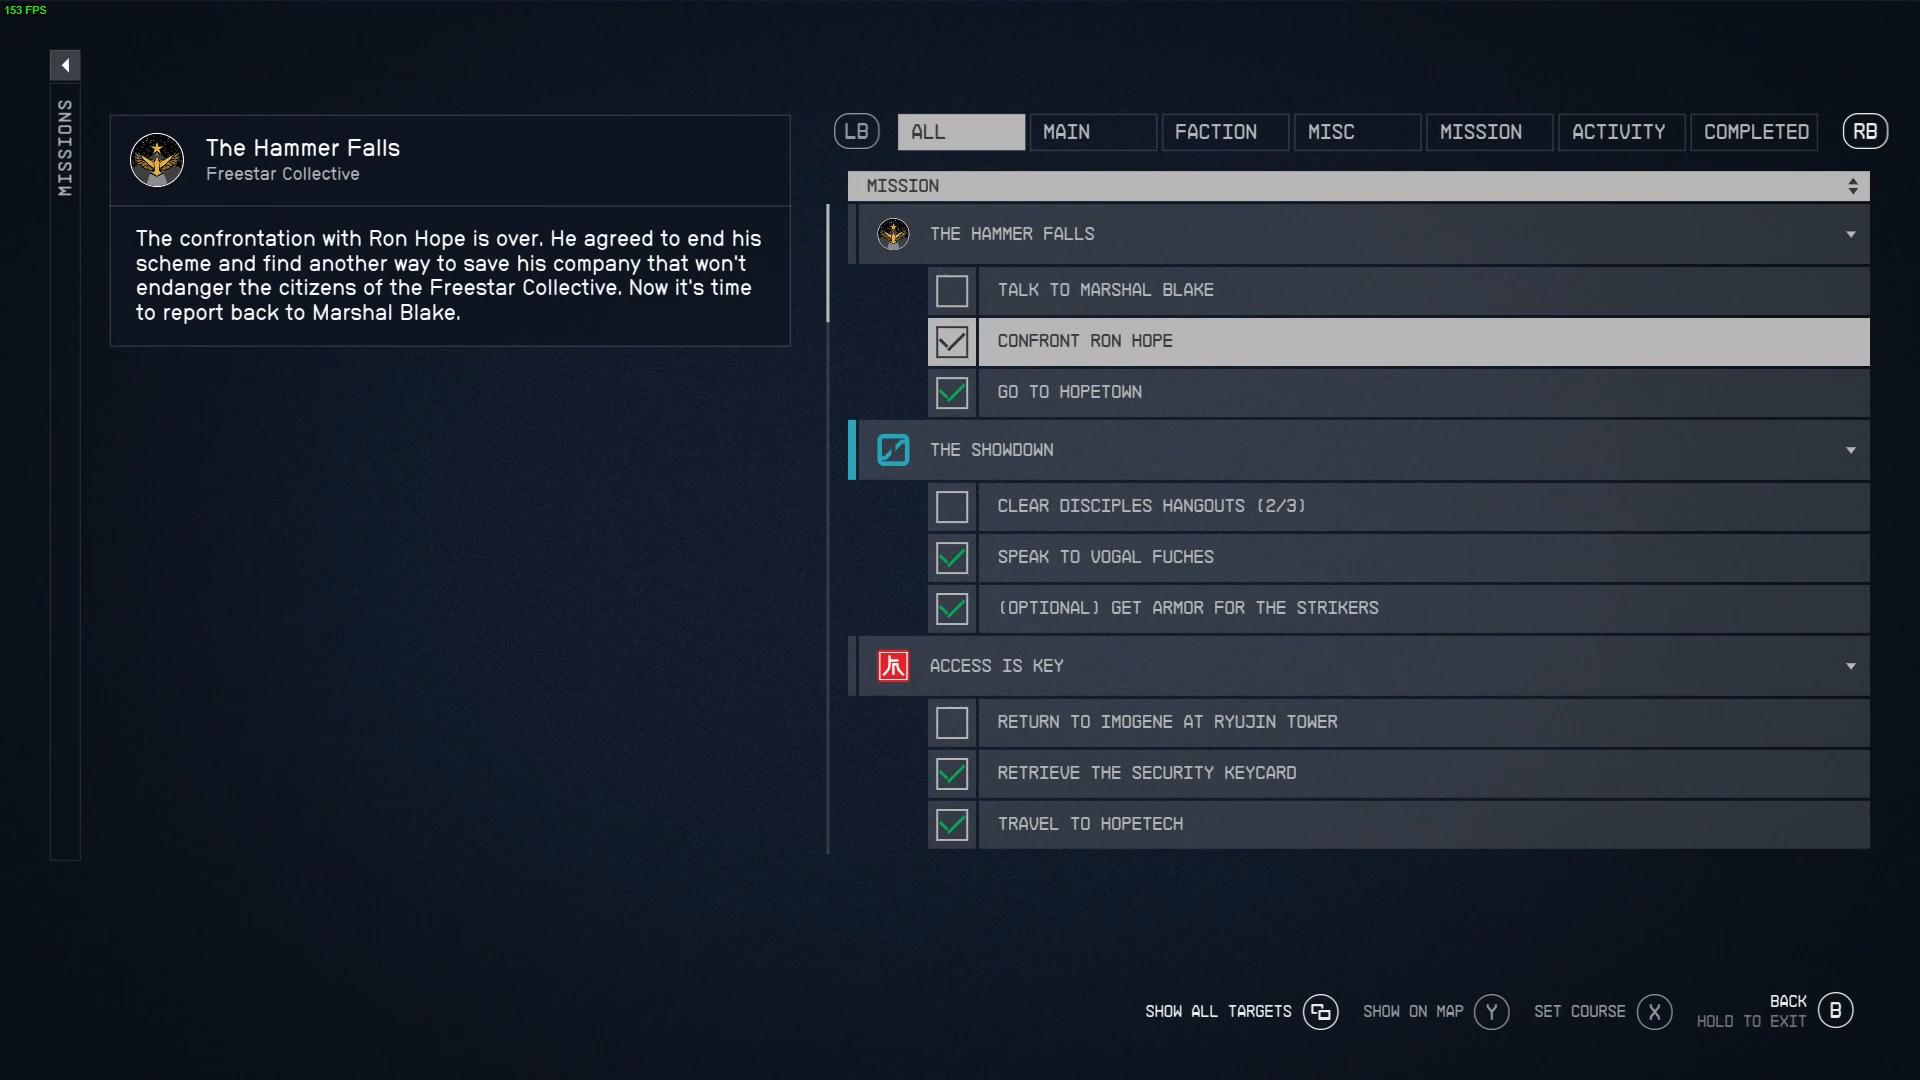 153 FPS
MISSIONS
The Hammer Falls
Freestar Collective
The confrontation with Ron Hope is over. He agreed to end his
scheme and find another way to save his company that won't
endanger the citizens of the Freestar Collective. Now it's time
to report back to Marshal Blake.
LB ALL MAIN FACTION MISC MISSION ACTIVITY COMPLETED RB
MISSION
THE HAMMER FALLS
TALK TO MARSHAL BLAKE
CONFRONT RON HOPE
GO TO HOPETOWN
THE SHOWDOWN
CLEAR DISCIPLES HANGOUTS (2/3)
SPEAK TO VOGAL FUCHES
(OPTIONAL) GET ARMOR FOR THE STRIKERS
ACCESS IS KEY
RETURN TO IMOGENE AT RYUJIN TOWER
RETRIEVE THE SECURITY KEYCARD
TRAVEL TO HOPETECH
SHOW ALL TARGETS SHOW ON MAP Y SET COURSE X BACK B
HOLD TO EXIT